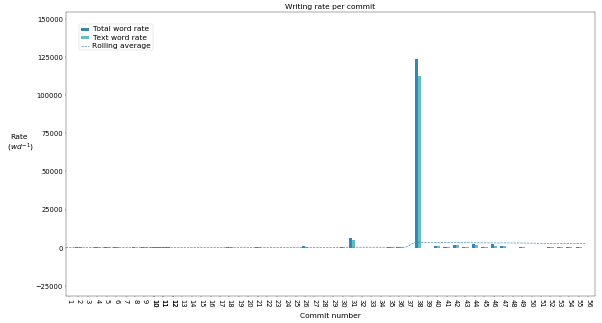 Writing rate per commit
Total word rate
Text word rate
Rolling average
150000
125000
100000
75000
50000
25000
0
−25000
Rate
(wd⁻¹)
1 2 3 4 5 6 7 8 9 10 11 12 13 14 15 16 17 18 19 20 21 22 23 24 25 26 27 28 29 30 31 32 33 34 35 36 37 38 39 40 41 42 43 44 45 46 47 48 49 50 51 52 53 54 55 56
Commit number